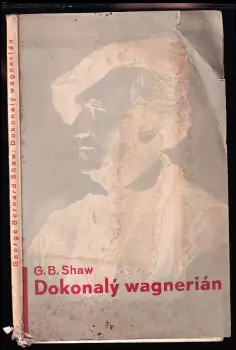 George Bernard Shaw: Dokonalý wagnerián
G. B. Shaw
Dokonalý wagnerián